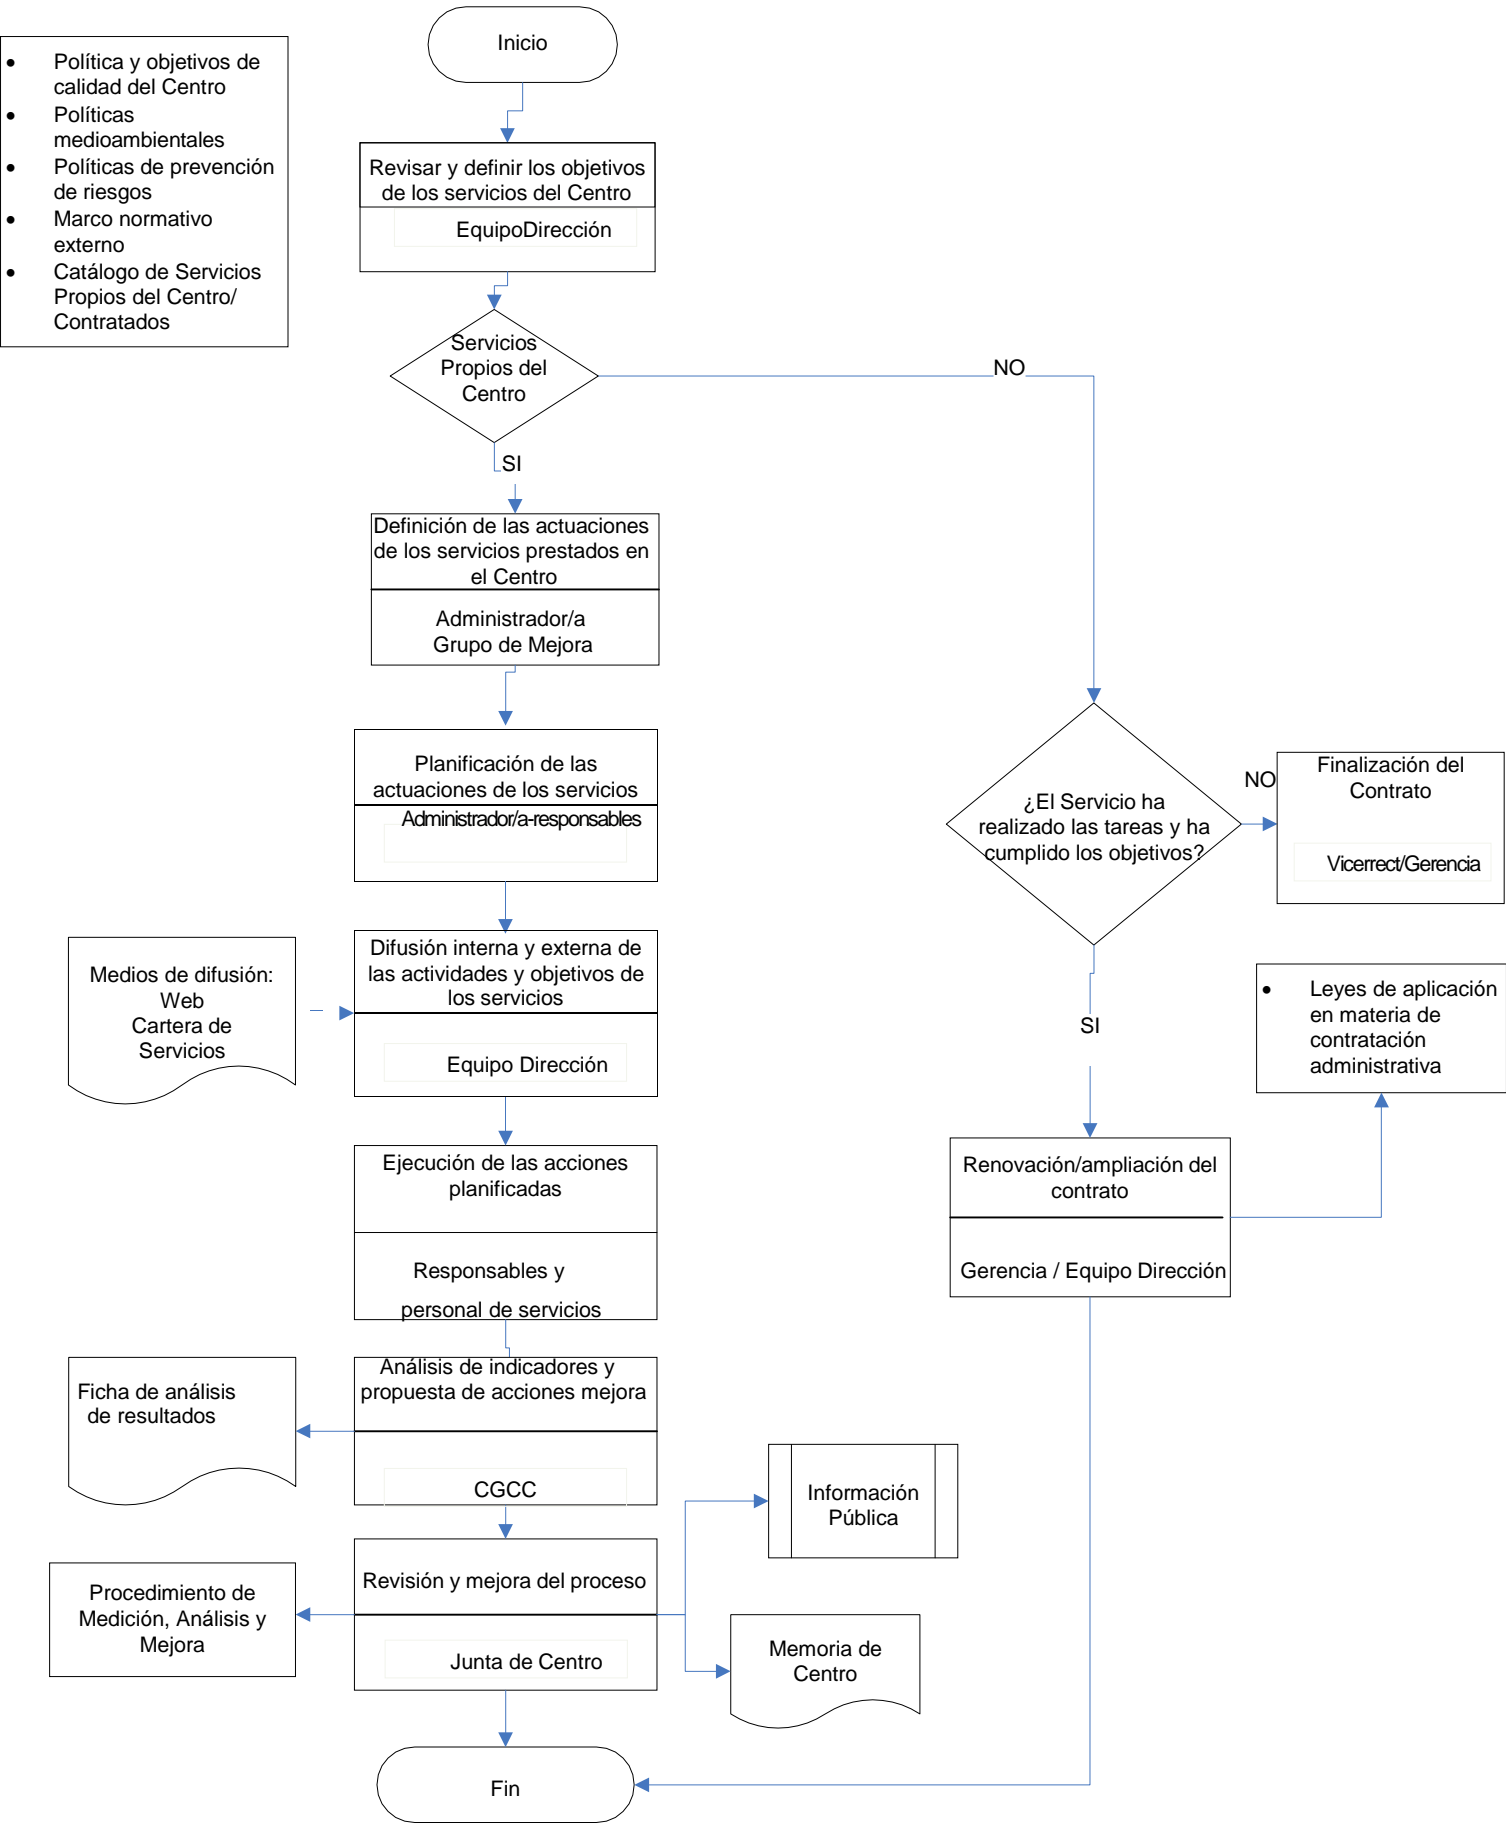 Inicio
• Política y objetivos de
calidad del Centro
• Políticas
medioambientales
• Políticas de prevención
de riesgos
• Marco normativo
externo
• Catálogo de Servicios
Propios del Centro/
Contratados
Revisar y definir los objetivos
de los servicios del Centro
EquipoDirección
Servicios
Propios del
Centro
NO
SI
Definición de las actuaciones
de los servicios prestados en
el Centro
Administrador/a
Grupo de Mejora
Planificación de las
actuaciones de los servicios
Administrador/a-responsables
¿El Servicio ha
realizado las tareas y ha
cumplido los objetivos?
NO
Finalización del
Contrato
Vicerrect/Gerencia
Medios de difusión:
Web
Cartera de
Servicios
Difusión interna y externa de
las actividades y objetivos de
los servicios
Equipo Dirección
SI
• Leyes de aplicación
en materia de
contratación
administrativa
Ejecución de las acciones
planificadas
Responsables y
personal de servicios
Renovación/ampliación del
contrato
Gerencia / Equipo Dirección
Ficha de análisis
de resultados
Análisis de indicadores y
propuesta de acciones mejora
CGCC
Información
Pública
Procedimiento de
Medición, Análisis y
Mejora
Revisión y mejora del proceso
Junta de Centro
Memoria de
Centro
Fin